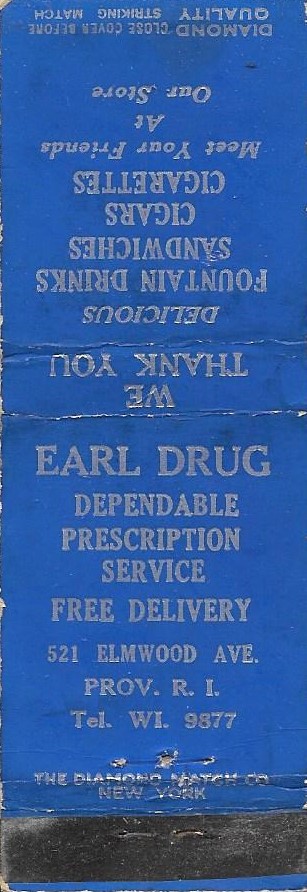 EARL DRUG
DEPENDABLE
PRESCRIPTION
SERVICE
FREE DELIVERY
521 ELMWOOD AVE.
PROV. R. I.
Tel. WI. 9877
THE DIAMOND MATCH CO
NEW YORK
WE
THANK YOU
DELICIOUS
FOUNTAIN DRINKS
SANDWICHES
CIGARS
CIGARETTES
Meet Your Friends
At
Our Store
DIAMOND QUALITY
CLOSE COVER BEFORE STRIKING MATCH